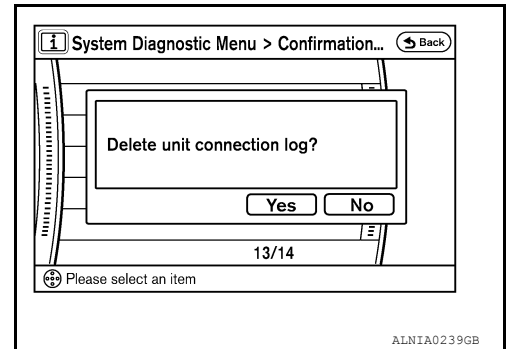 i System Diagnostic Menu > Confirmation... Back
Delete unit connection log?
Yes No
13/14
Please select an item
ALNIA0239GB